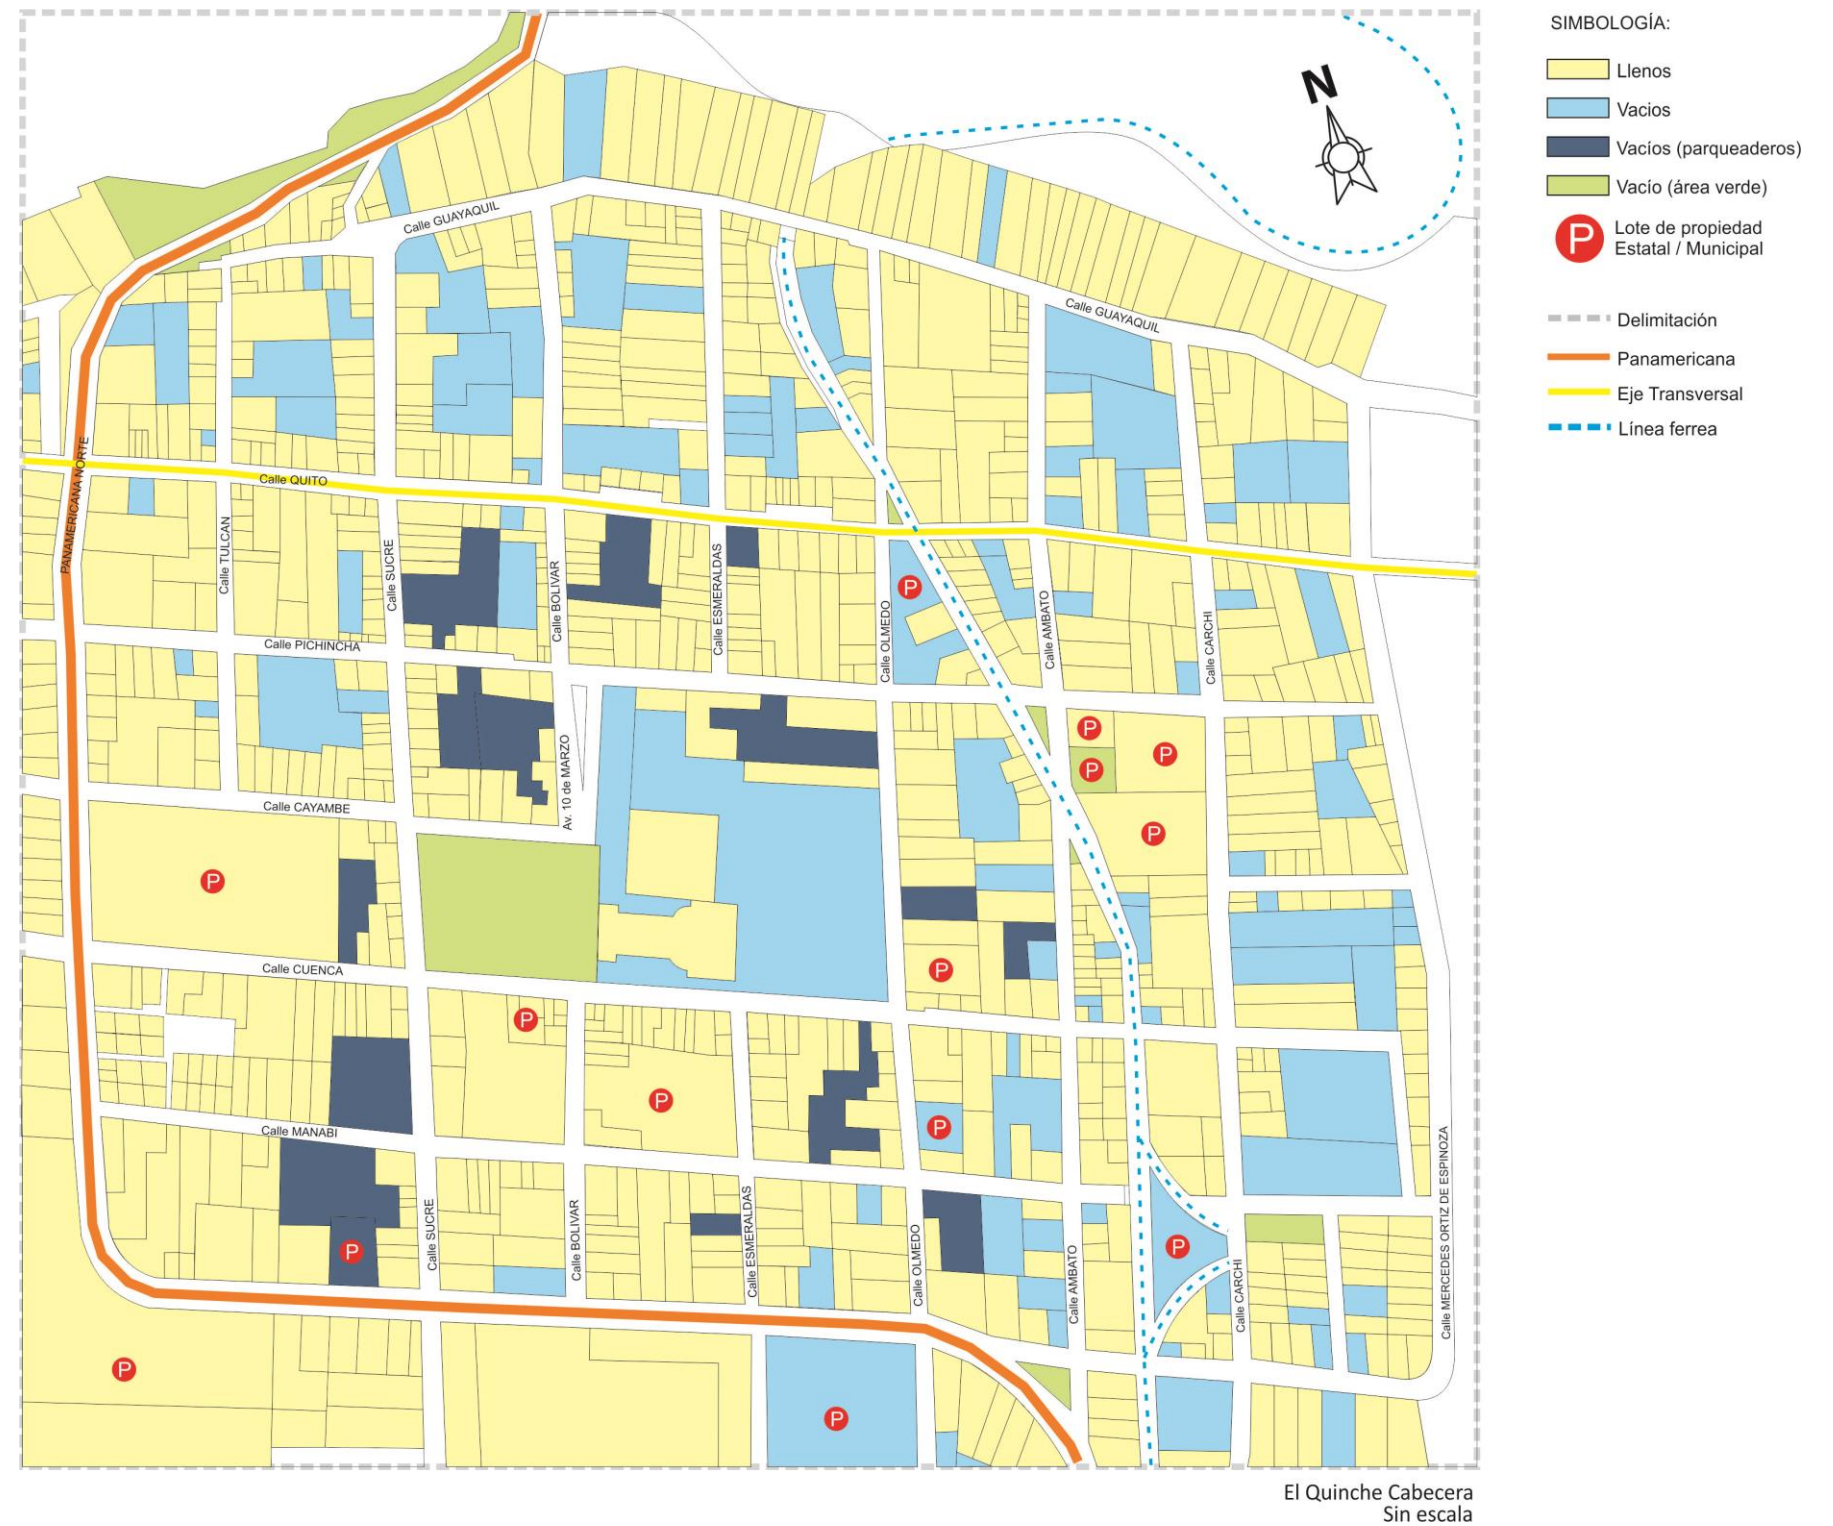 SIMBOLOGÍA:
Llenos
Vacios
Vacíos (parqueaderos)
Vacío (área verde)
P
Lote de propiedad
Estatal / Municipal
Delimitación
Panamericana
Eje Transversal
Línea ferrea
N
Calle GUAYAQUIL
Calle GUAYAQUIL
PANAMERICANA NORTE
Calle QUITO
Calle TULCAN
Calle SUCRE
Calle BOLIVAR
Calle ESMERALDAS
Calle OLMEDO
P
Calle AMBATO
Calle CARCHI
Calle PICHINCHA
P
P
P
Av. 10 de MARZO
Calle CAYAMBE
P
P
Calle CUENCA
P
P
P
P
Calle MANABI
Calle SUCRE
Calle BOLIVAR
Calle ESMERALDAS
Calle OLMEDO
Calle AMBATO
Calle CARCHI
Calle MERCEDES ORTIZ DE ESPINOZA
P
P
P
P
El Quinche Cabecera
Sin escala